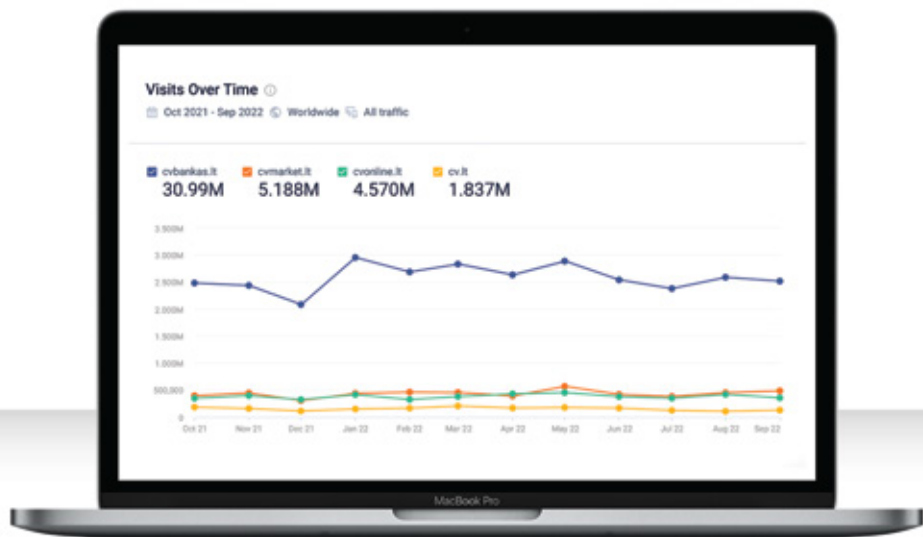 Visits Over Time
Oct 2021 - Sep 2022 Worldwide All traffic
cvbankas.lt cvmarket.lt cvonline.lt cv.lt
30.99M 5.188M 4.570M 1.837M
3.500M
3.000M
2.500M
2.000M
1.500M
1.000M
500,000
0
Oct 21 Nov 21 Dec 21 Jan 22 Feb 22 Mar 22 Apr 22 May 22 Jun 22 Jul 22 Aug 22 Sep 22
MacBook Pro